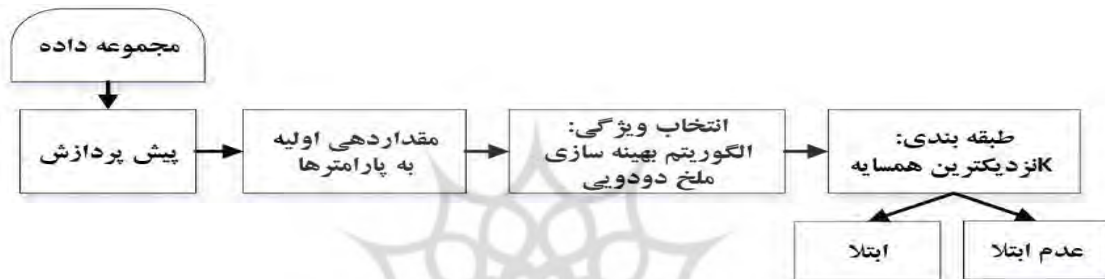 مجموعه داده
پیش پردازش
مقداردهی اولیه
به پارامترها
انتخاب ویژگی:
الگوریتم بهینه سازی
ملخ دودویی
طبقه بندی:
Kنزدیکترین همسایه
ابتلا
عدم ابتلا